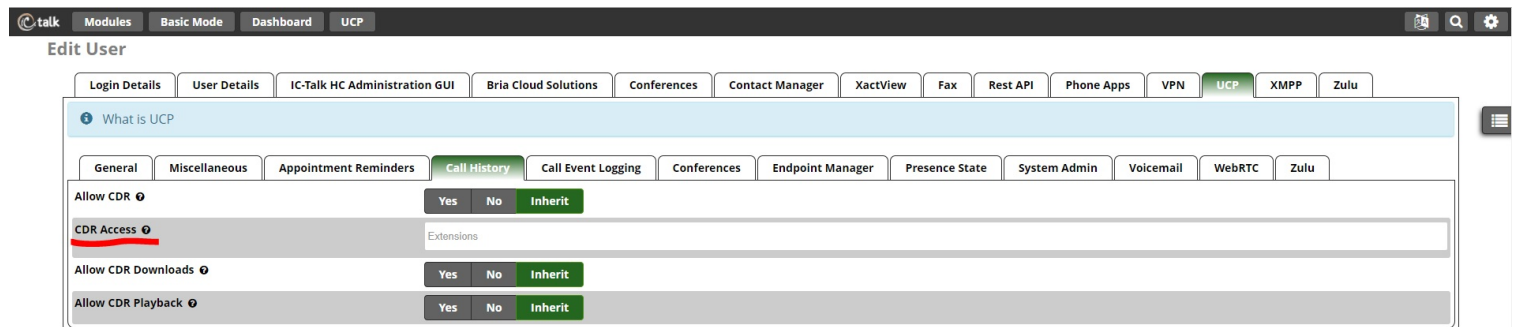 C talk Modules Basic Mode Dashboard UCP
Edit User
Login Details User Details IC-Talk HC Administration GUI Bria Cloud Solutions Conferences Contact Manager XactView Fax Rest API Phone Apps VPN UCP XMPP Zulu
What is UCP
General Miscellaneous Appointment Reminders Call History Call Event Logging Conferences Endpoint Manager Presence State System Admin Voicemail WebRTC Zulu
Allow CDR Yes No Inherit
CDR Access Extensions
Allow CDR Downloads Yes No Inherit
Allow CDR Playback Yes No Inherit